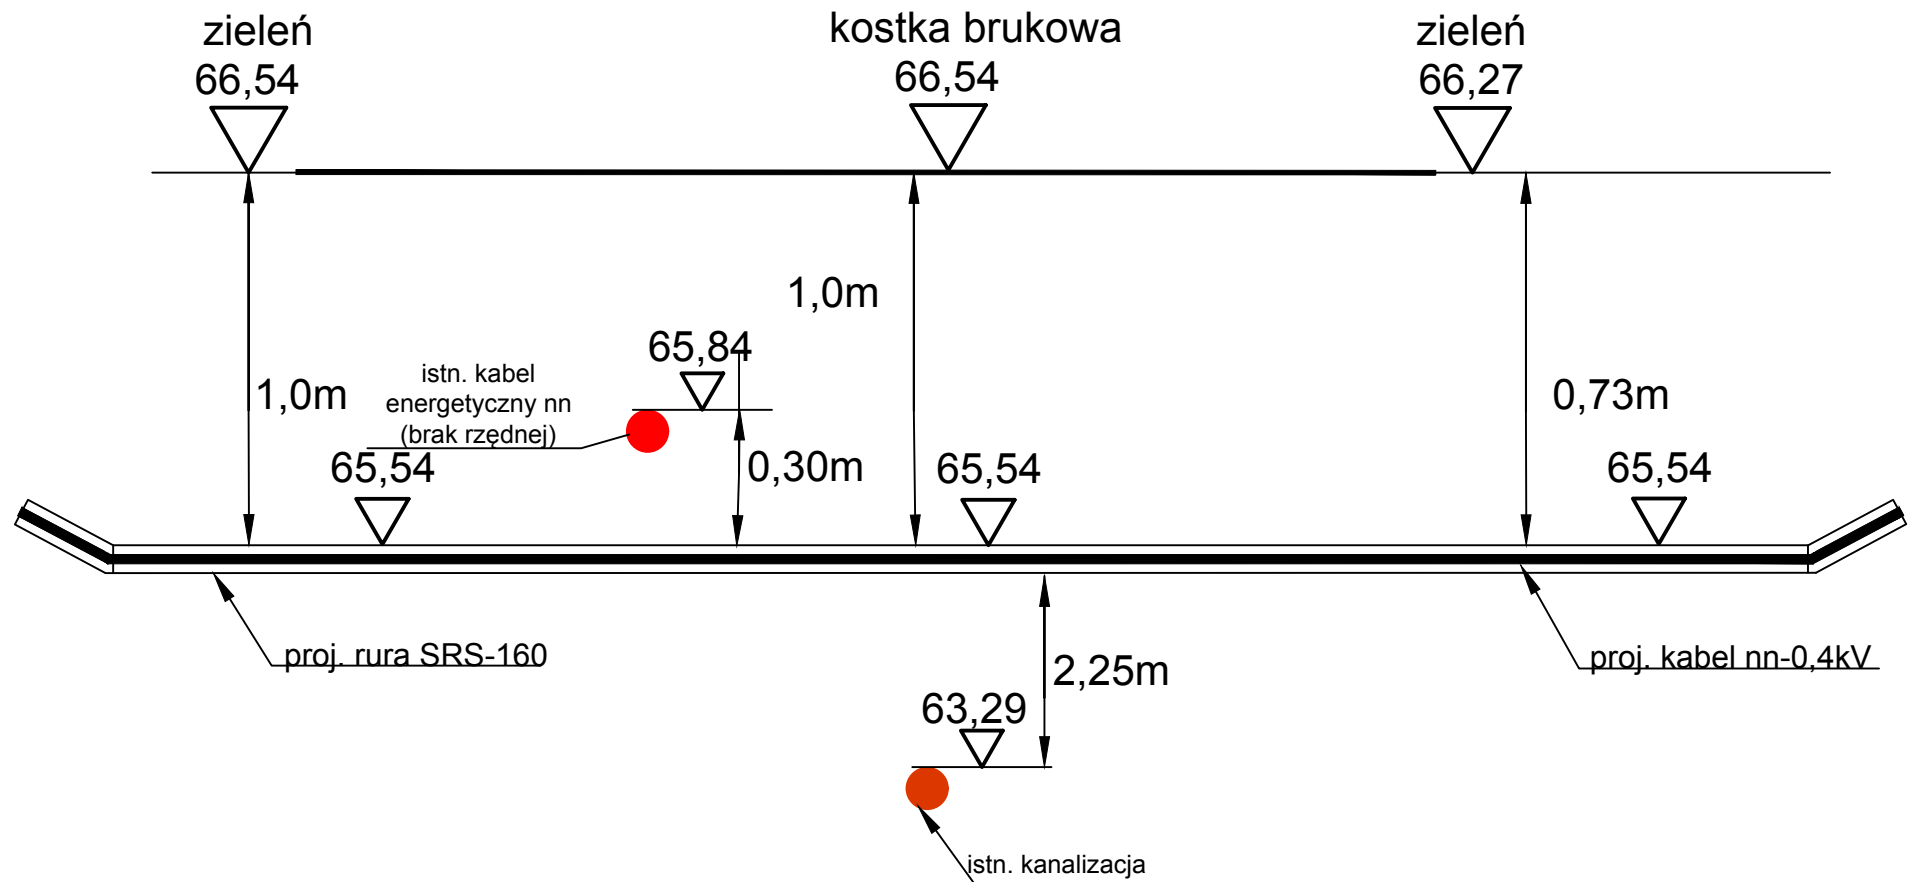 zieleń
66,54
kostka brukowa
66,54
zieleń
66,27
1,0m
65,84
istn. kabel
energetyczny nn
(brak rzędnej)
1,0m
0,73m
65,54
0,30m
65,54
65,54
proj. rura SRS-160
2,25m
proj. kabel nn-0,4kV
63,29
istn. kanalizacja